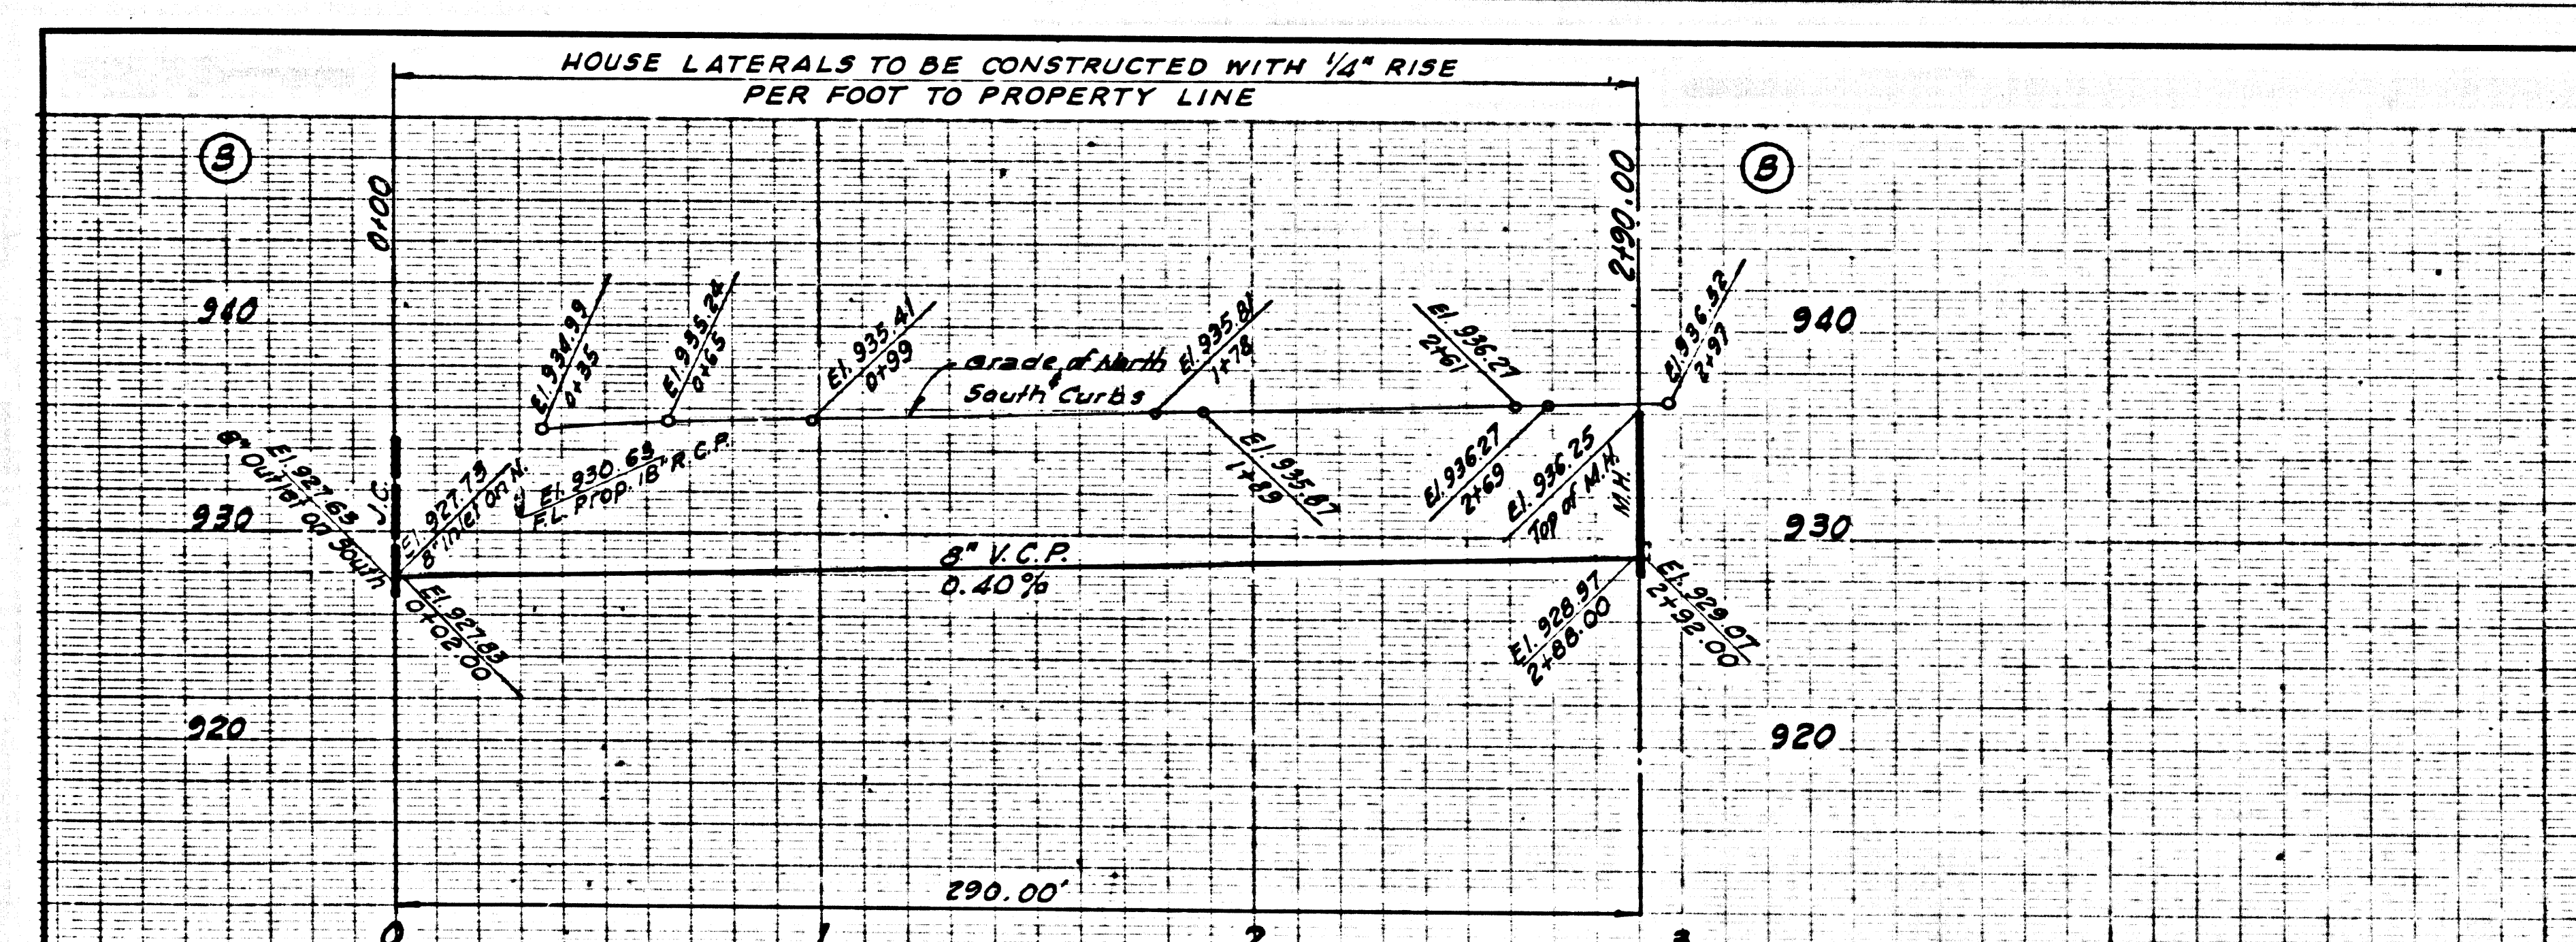 HOUSE LATERALS TO BE CONSTRUCTED WITH 1/4" RISE
PER FOOT TO PROPERTY LINE
B
B
0+00
2+90.00
940
940
El. 934.99
0+35
El. 935.24
0+65
El. 935.41
0+99
Grade of North
&
South Curbs
El. 935.81
1+78
El. 936.27
2+61
El. 936.32
2+97
El. 935.87
1+89
El. 936.27
2+69
El. 936.25
Top of M.H.
M.H.
930
930
El. 927.63
8" Outlet on South
J.C.
El. 927.73
8" Inlet on N.
El. 930.63
F.L. Prop. 18" R.C.P.
8" V.C.P.
0.40%
El. 927.83
0+02.00
El. 928.97
2+88.00
El. 929.07
2+92.00
920
920
290.00'
0
1
2
3